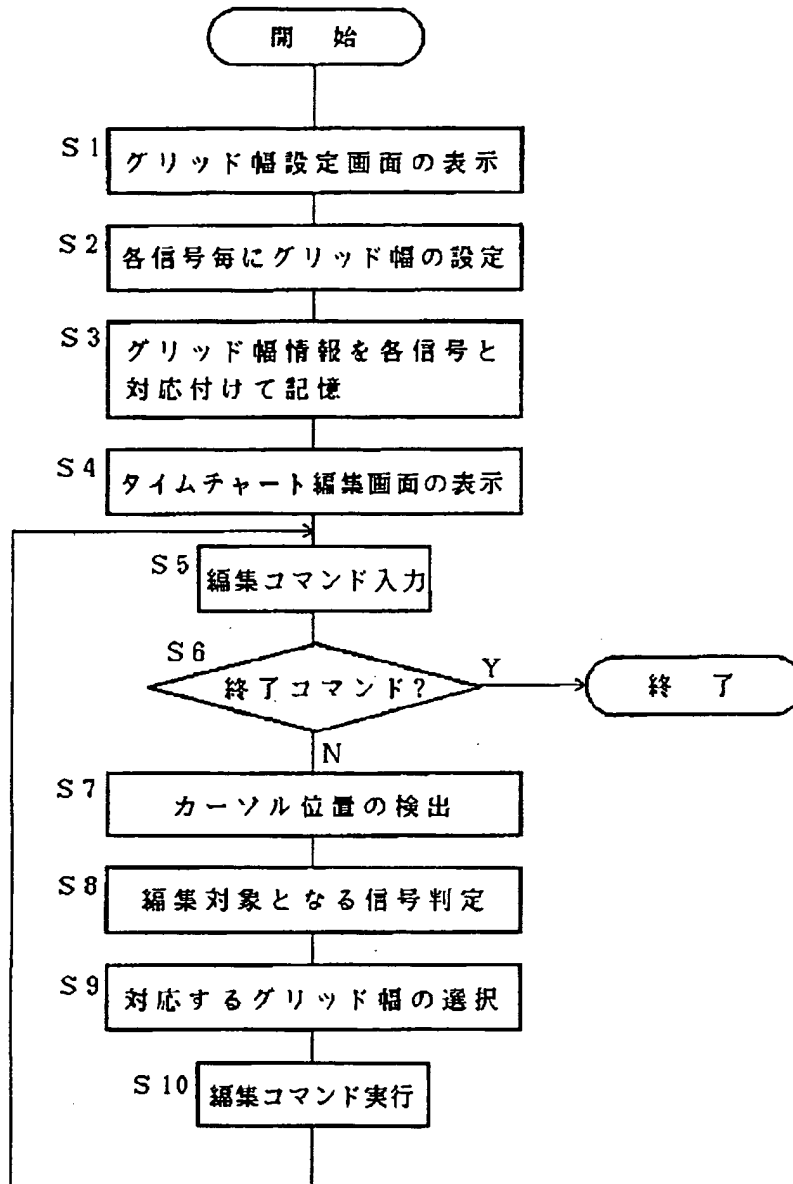 開始
S1
グリッド幅設定画面の表示
S2
各信号毎にグリッド幅の設定
S3
グリッド幅情報を各信号と
対応付けて記憶
S4
タイムチャート編集画面の表示
S5
編集コマンド入力
S6
終了コマンド?
Y
終了
N
S7
カーソル位置の検出
S8
編集対象となる信号判定
S9
対応するグリッド幅の選択
S10
編集コマンド実行